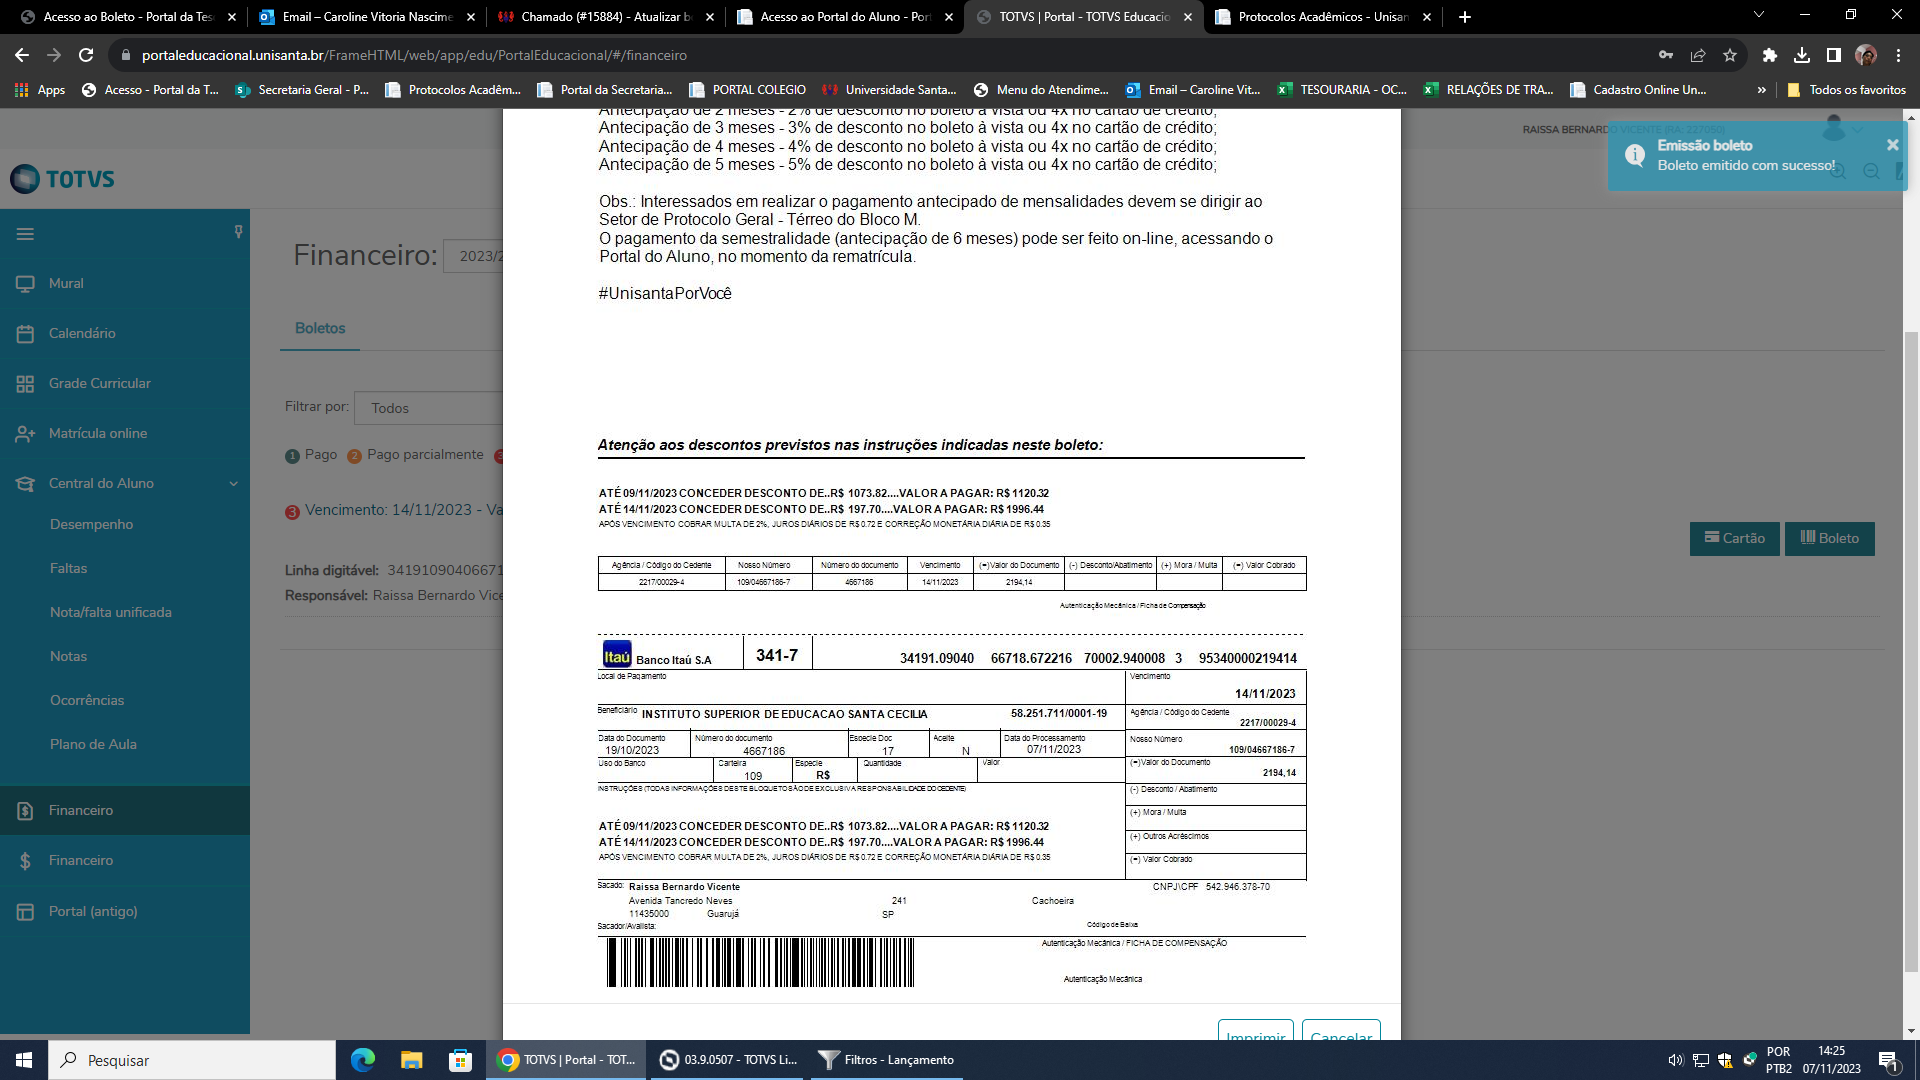 Acesso ao Boleto - Portal da Tes
Email – Caroline Vitoria Nascime
Chamado (#15884) - Atualizar b
Acesso ao Portal do Aluno - Port
TOTVS | Portal - TOTVS Educacio
Protocolos Acadêmicos - Unisan
portaleducacional.unisanta.br/FrameHTML/web/app/edu/PortalEducacional/#/financeiro
Apps
Acesso - Portal da T...
Secretaria Geral - P...
Protocolos Acadêm...
Portal da Secretaria...
PORTAL COLEGIO
Universidade Santa...
Menu do Atendime...
Email – Caroline Vit...
TESOURARIA - OC...
RELAÇÕES DE TRA...
Cadastro Online Un...
»
Todos os favoritos
RAISSA BERNARDO VICENTE (RA: 227050)
Emissão boleto
Boleto emitido com sucesso!
TOTVS
Mural
Calendário
Grade Curricular
Matrícula online
Central do Aluno
Desempenho
Faltas
Nota/falta unificada
Notas
Ocorrências
Plano de Aula
Financeiro
Financeiro
Portal (antigo)
Financeiro:
2023/2
Boletos
Filtrar por:
Todos
1 Pago 2 Pago parcialmente 3
3 Vencimento: 14/11/2023 - Va
Cartão
Boleto
Linha digitável: 34191090406671
Responsável: Raissa Bernardo Vice
Antecipação de 2 meses - 2% de desconto no boleto à vista ou 4x no cartão de crédito;
Antecipação de 3 meses - 3% de desconto no boleto à vista ou 4x no cartão de crédito;
Antecipação de 4 meses - 4% de desconto no boleto à vista ou 4x no cartão de crédito;
Antecipação de 5 meses - 5% de desconto no boleto à vista ou 4x no cartão de crédito;
Obs.: Interessados em realizar o pagamento antecipado de mensalidades devem se dirigir ao
Setor de Protocolo Geral - Térreo do Bloco M.
O pagamento da semestralidade (antecipação de 6 meses) pode ser feito on-line, acessando o
Portal do Aluno, no momento da rematrícula.
#UnisantaPorVocê
Atenção aos descontos previstos nas instruções indicadas neste boleto:
ATÉ 09/11/2023 CONCEDER DESCONTO DE..R$ 1073.82....VALOR A PAGAR: R$ 1120.32
ATÉ 14/11/2023 CONCEDER DESCONTO DE..R$ 197.70....VALOR A PAGAR: R$ 1996.44
APÓS VENCIMENTO COBRAR MULTA DE 2%, JUROS DIÁRIOS DE R$ 0.72 E CORREÇÃO MONETÁRIA DIÁRIA DE R$ 0.35
Agência / Código do Cedente Nosso Número Número do documento Vencimento (=)Valor do Documento (-) Desconto/Abatimento (+) Mora / Multa (=) Valor Cobrado
2217/00029-4 109/04667186-7 4667186 14/11/2023 2194,14
Autenticação Mecânica / Ficha de Compensação
Itaú Banco Itaú S.A 341-7 34191.09040 66718.672216 70002.940008 3 95340000219414
Local de Pagamento
Vencimento
14/11/2023
Beneficiário INSTITUTO SUPERIOR DE EDUCACAO SANTA CECILIA 58.251.711/0001-19
Agência / Código do Cedente
2217/00029-4
Data do Documento Número do documento Especie Doc Aceite Data do Processamento
19/10/2023 4667186 17 N 07/11/2023
Nosso Número
109/04667186-7
Uso do Banco Carteira Especie Quantidade Valor
109 R$
(=)Valor do Documento
2194,14
INSTRUÇÕES (TODAS INFORMAÇÕES DESTE BLOQUETO SÃO DE EXCLUSIVA RESPONSABILIDADE DO CEDENTE)
(-) Desconto / Abatimento
(+) Mora / Multa
(+) Outros Acréscimos
(=) Valor Cobrado
ATÉ 09/11/2023 CONCEDER DESCONTO DE..R$ 1073.82....VALOR A PAGAR: R$ 1120.32
ATÉ 14/11/2023 CONCEDER DESCONTO DE..R$ 197.70....VALOR A PAGAR: R$ 1996.44
APÓS VENCIMENTO COBRAR MULTA DE 2%, JUROS DIÁRIOS DE R$ 0.72 E CORREÇÃO MONETÁRIA DIÁRIA DE R$ 0.35
Sacado: Raissa Bernardo Vicente CNPJ\CPF 542.946.378-70
Avenida Tancredo Neves 241 Cachoeira
11435000 Guarujá SP
Sacador/Avalista: Código de Baixa
Autenticação Mecânica / FICHA DE COMPENSAÇÃO
Autenticação Mecânica
Imprimir
Cancelar
Pesquisar
TOTVS | Portal - TOT...
03.9.0507 - TOTVS Li...
Filtros - Lançamento
POR
PTB2
14:25
07/11/2023
1